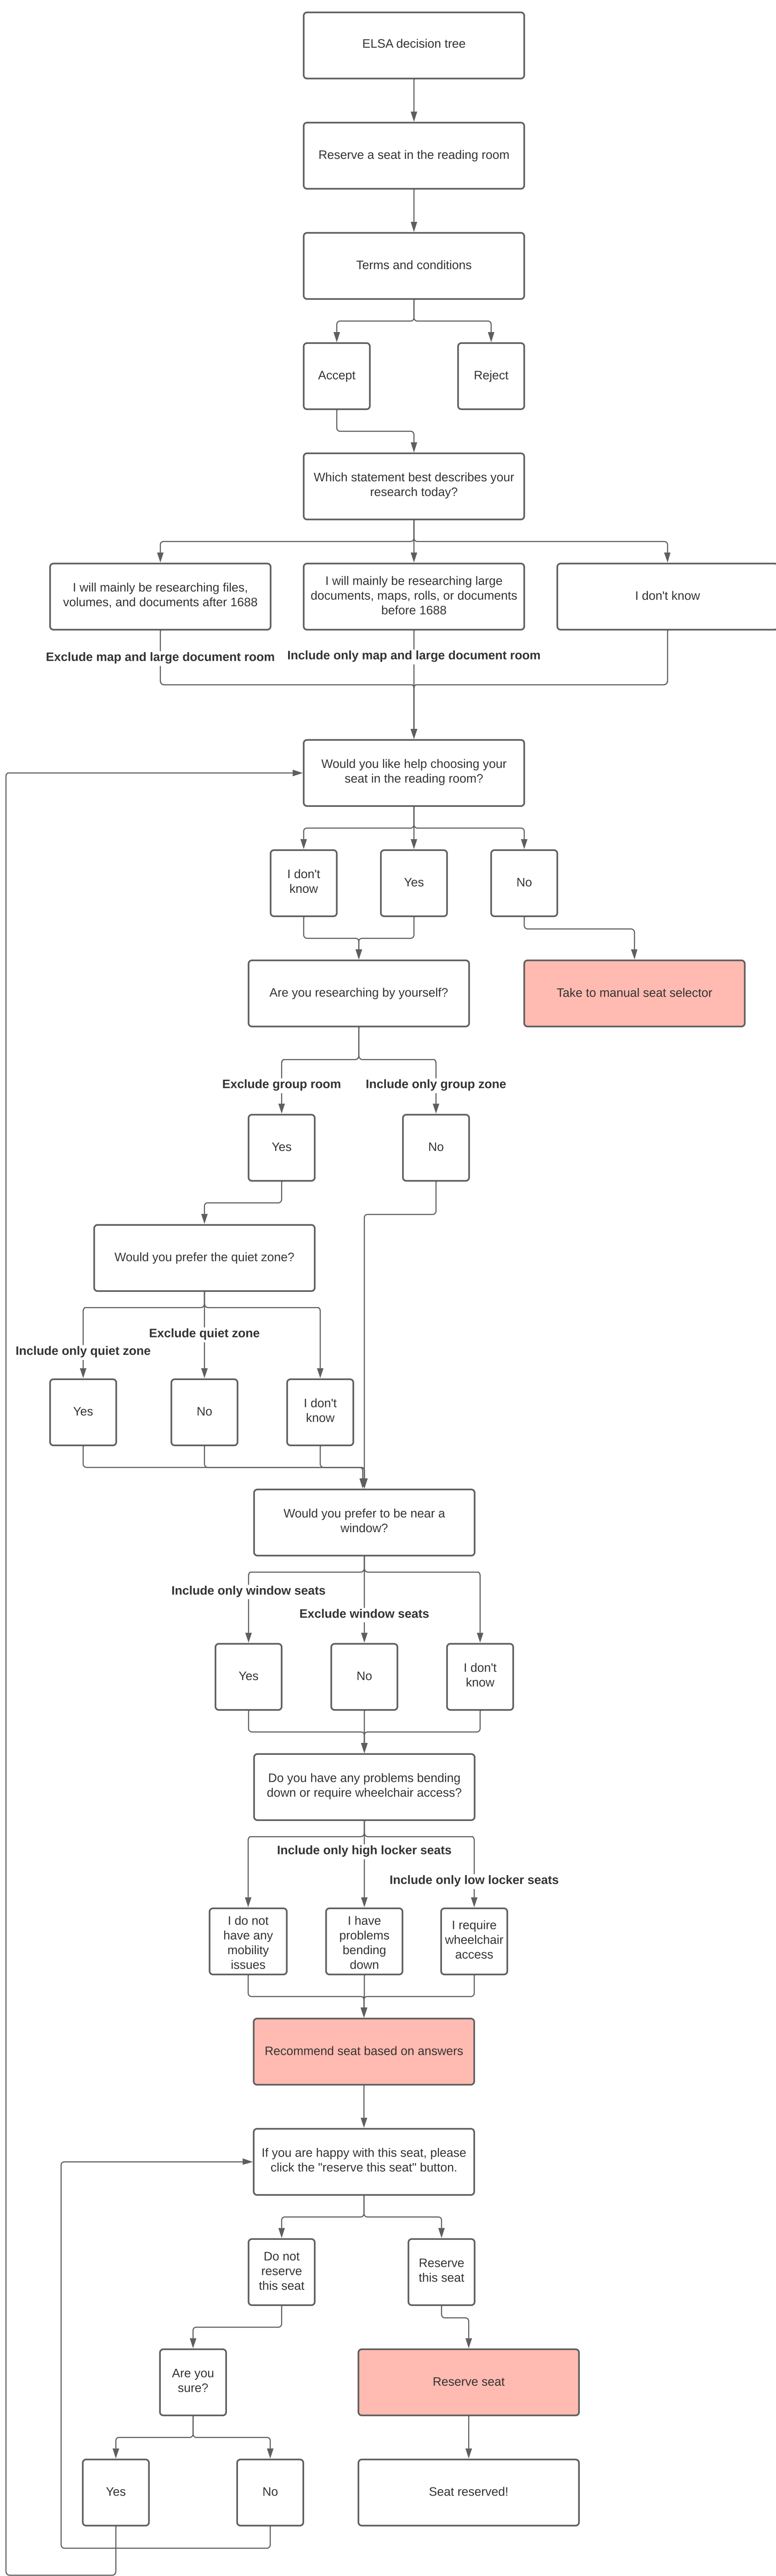 ELSA decision tree
Reserve a seat in the reading room
Terms and conditions
Accept
Reject
Which statement best describes your
research today?
I will mainly be researching files,
volumes, and documents after 1688
I will mainly be researching large
documents, maps, rolls, or documents
before 1688
I don't know
Exclude map and large document room
Include only map and large document room
Would you like help choosing your
seat in the reading room?
I don't
know
Yes
No
Are you researching by yourself?
Take to manual seat selector
Exclude group room
Include only group zone
Yes
No
Would you prefer the quiet zone?
Exclude quiet zone
Include only quiet zone
Yes
No
I don't
know
Would you prefer to be near a
window?
Include only window seats
Exclude window seats
Yes
No
I don't
know
Do you have any problems bending
down or require wheelchair access?
Include only high locker seats
Include only low locker seats
I do not
have any
mobility
issues
I have
problems
bending
down
I require
wheelchair
access
Recommend seat based on answers
If you are happy with this seat, please
click the "reserve this seat" button.
Do not
reserve
this seat
Reserve
this seat
Are you
sure?
Reserve seat
Yes
No
Seat reserved!